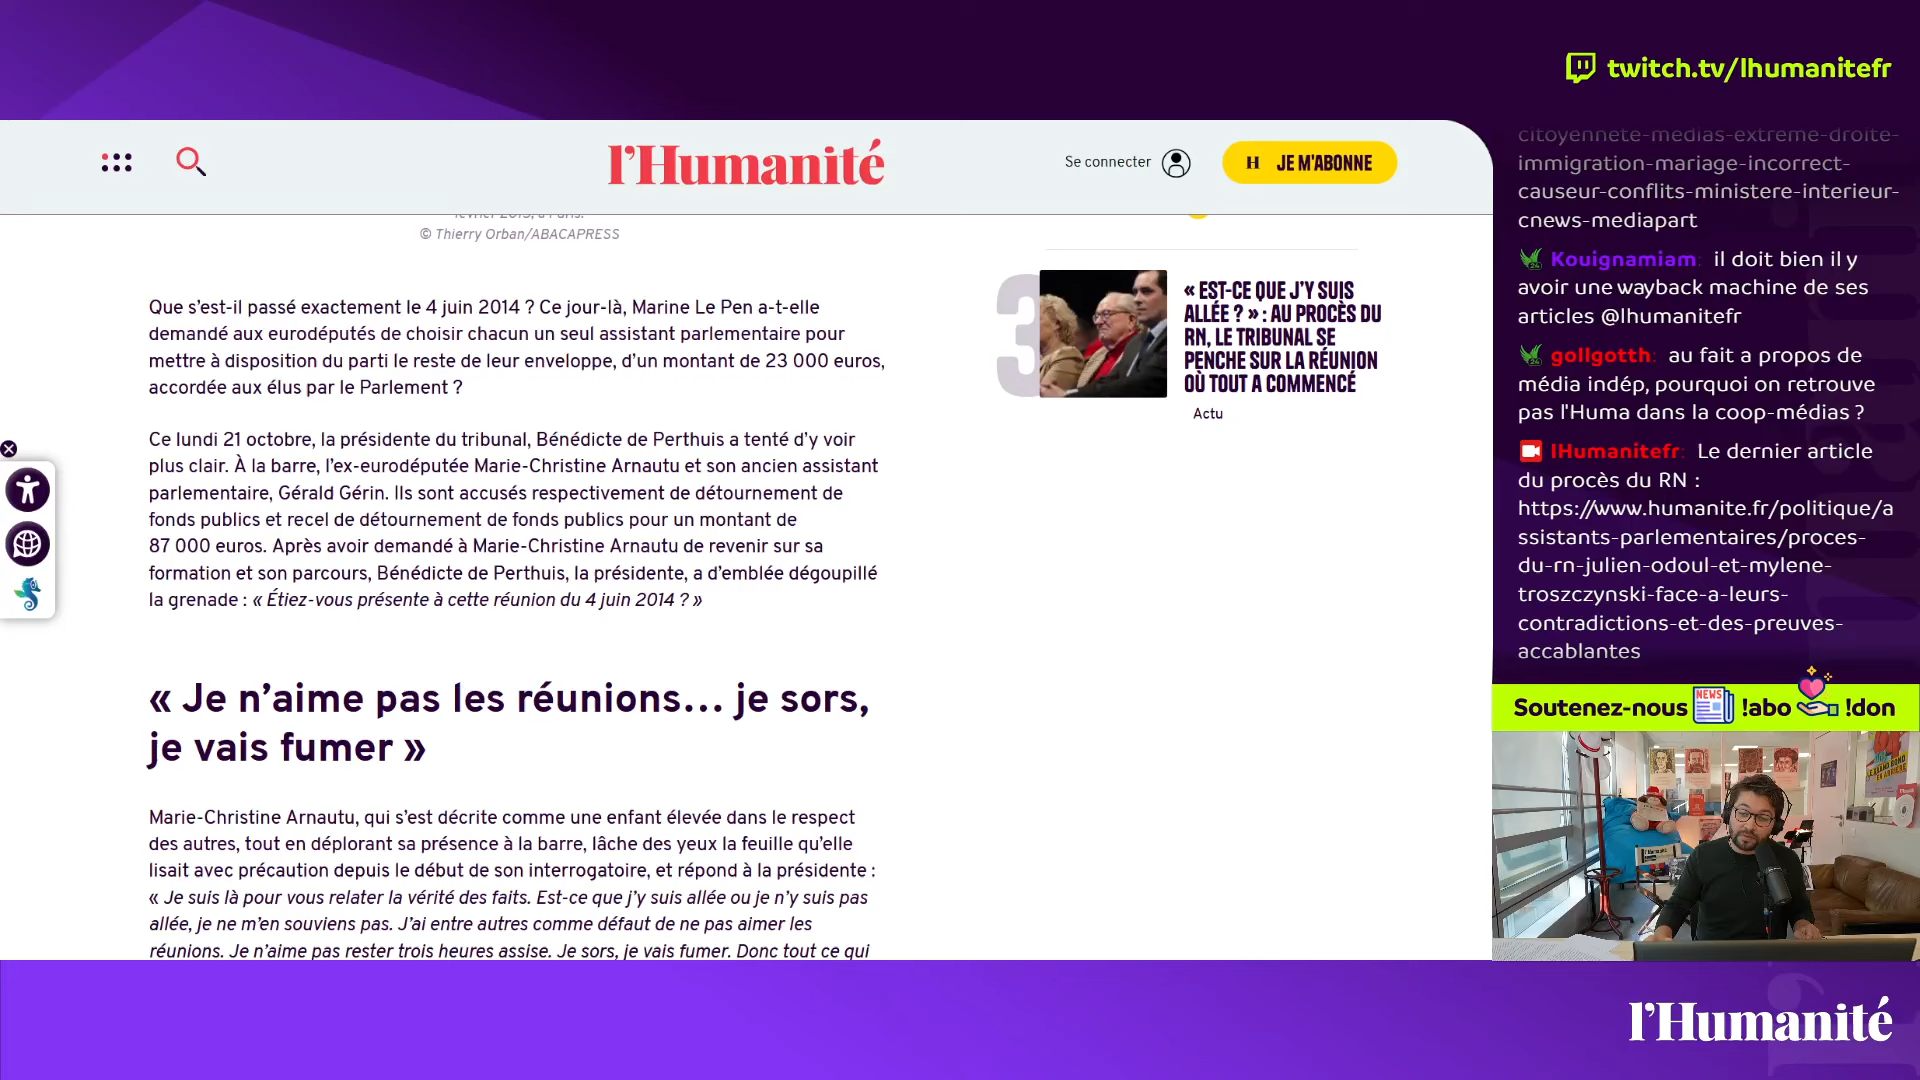 twitch.tv/lhumanitefr
l'Humanité
Se connecter
H JE M'ABONNE
février 2015, à Paris.
© Thierry Orban/ABACAPRESS
Que s’est-il passé exactement le 4 juin 2014 ? Ce jour-là, Marine Le Pen a-t-elle
demandé aux eurodéputés de choisir chacun un seul assistant parlementaire pour
mettre à disposition du parti le reste de leur enveloppe, d’un montant de 23 000 euros,
accordée aux élus par le Parlement ?
Ce lundi 21 octobre, la présidente du tribunal, Bénédicte de Perthuis a tenté d’y voir
plus clair. À la barre, l’ex-eurodéputée Marie-Christine Arnautu et son ancien assistant
parlementaire, Gérald Gérin. Ils sont accusés respectivement de détournement de
fonds publics et recel de détournement de fonds publics pour un montant de
87 000 euros. Après avoir demandé à Marie-Christine Arnautu de revenir sur sa
formation et son parcours, Bénédicte de Perthuis, la présidente, a d’emblée dégoupillé
la grenade : « Étiez-vous présente à cette réunion du 4 juin 2014 ? »
« Je n’aime pas les réunions… je sors,
je vais fumer »
Marie-Christine Arnautu, qui s’est décrite comme une enfant élevée dans le respect
des autres, tout en déplorant sa présence à la barre, lâche des yeux la feuille qu’elle
lisait avec précaution depuis le début de son interrogatoire, et répond à la présidente :
« Je suis là pour vous relater la vérité des faits. Est-ce que j’y suis allée ou je n’y suis pas
allée, je ne m’en souviens pas. J’ai entre autres comme défaut de ne pas aimer les
réunions. Je n’aime pas rester trois heures assise. Je sors, je vais fumer. Donc tout ce qui
3
« EST-CE QUE J’Y SUIS
ALLÉE ? » : AU PROCÈS DU
RN, LE TRIBUNAL SE
PENCHE SUR LA RÉUNION
OÙ TOUT A COMMENCÉ
Actu
citoyennete-medias-extreme-droite-
immigration-mariage-incorrect-
causeur-conflits-ministere-interieur-
cnews-mediapart
Kouignamiam: il doit bien il y
avoir une wayback machine de ses
articles @lhumanitefr
gollgotth: au fait a propos de
média indép, pourquoi on retrouve
pas l'Huma dans la coop-médias ?
lHumanitefr: Le dernier article
du procès du RN :
https://www.humanite.fr/politique/a
ssistants-parlementaires/proces-
du-rn-julien-odoul-et-mylene-
troszczynski-face-a-leurs-
contradictions-et-des-preuves-
accablantes
Soutenez-nous NEWS !abo !don
l'Humanité